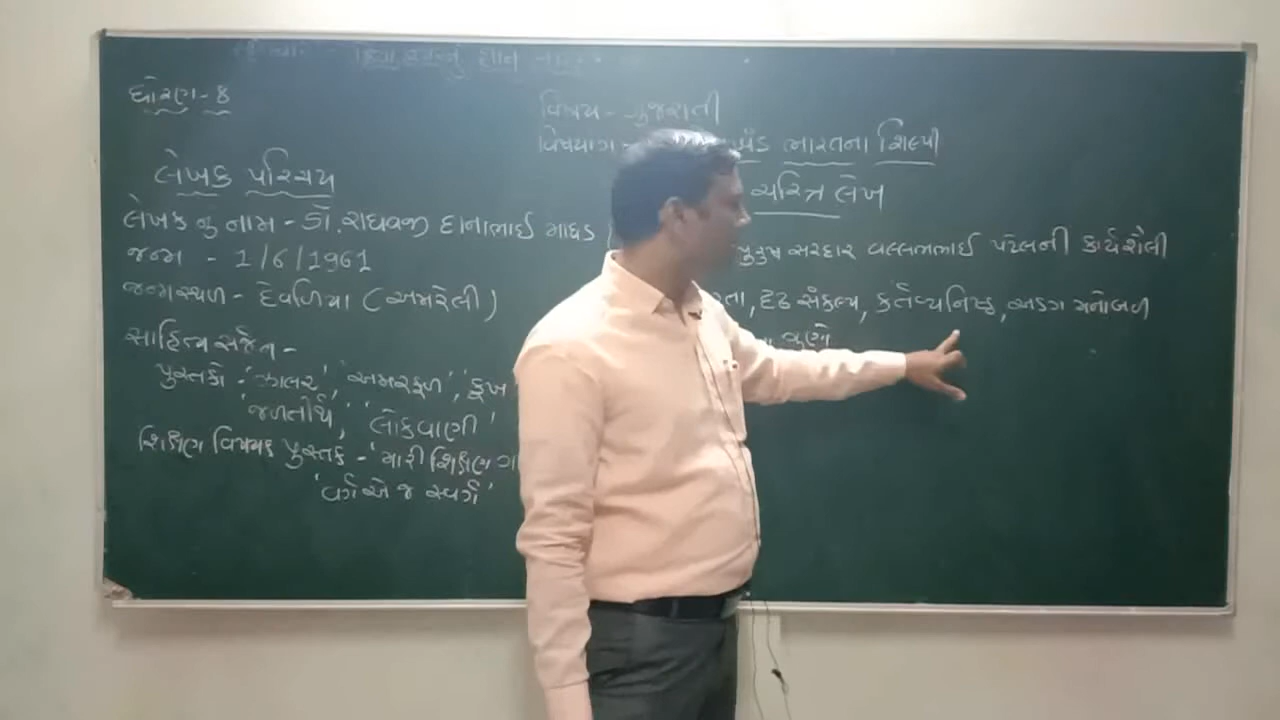 ધોરણ - 8
વિષય - ગુજરાતી
વિષયાંગ - ખંડ ભારતના શિલ્પી
ચરિત્ર લેખ
લેખક પરિચય
લેખક નુ નામ - ડૉ. રાઘવજી દાનાભાઈ માધડ
જન્મ - 1/6/1961
જન્મસ્થળ - દેવળિયા (અમરેલી)
સાહિત્ય સર્જન -
પુસ્તકો - 'ઝાલર', 'અમરફળ', 'કૂખ
'જળતીર્થ', 'લોકવાણી'
શિક્ષણ વિષયક પુસ્તક - 'મારી શિક્ષણ ગા
'વર્ગ એ જ સ્વર્ગ'
પુરુષ સરદાર વલ્લભભાઈ પટેલની કાર્યશૈલી
તા, દૃઢ સંકલ્પ, કર્તવ્યનિષ્ઠ, અડગ મનોબળ
ગુણો